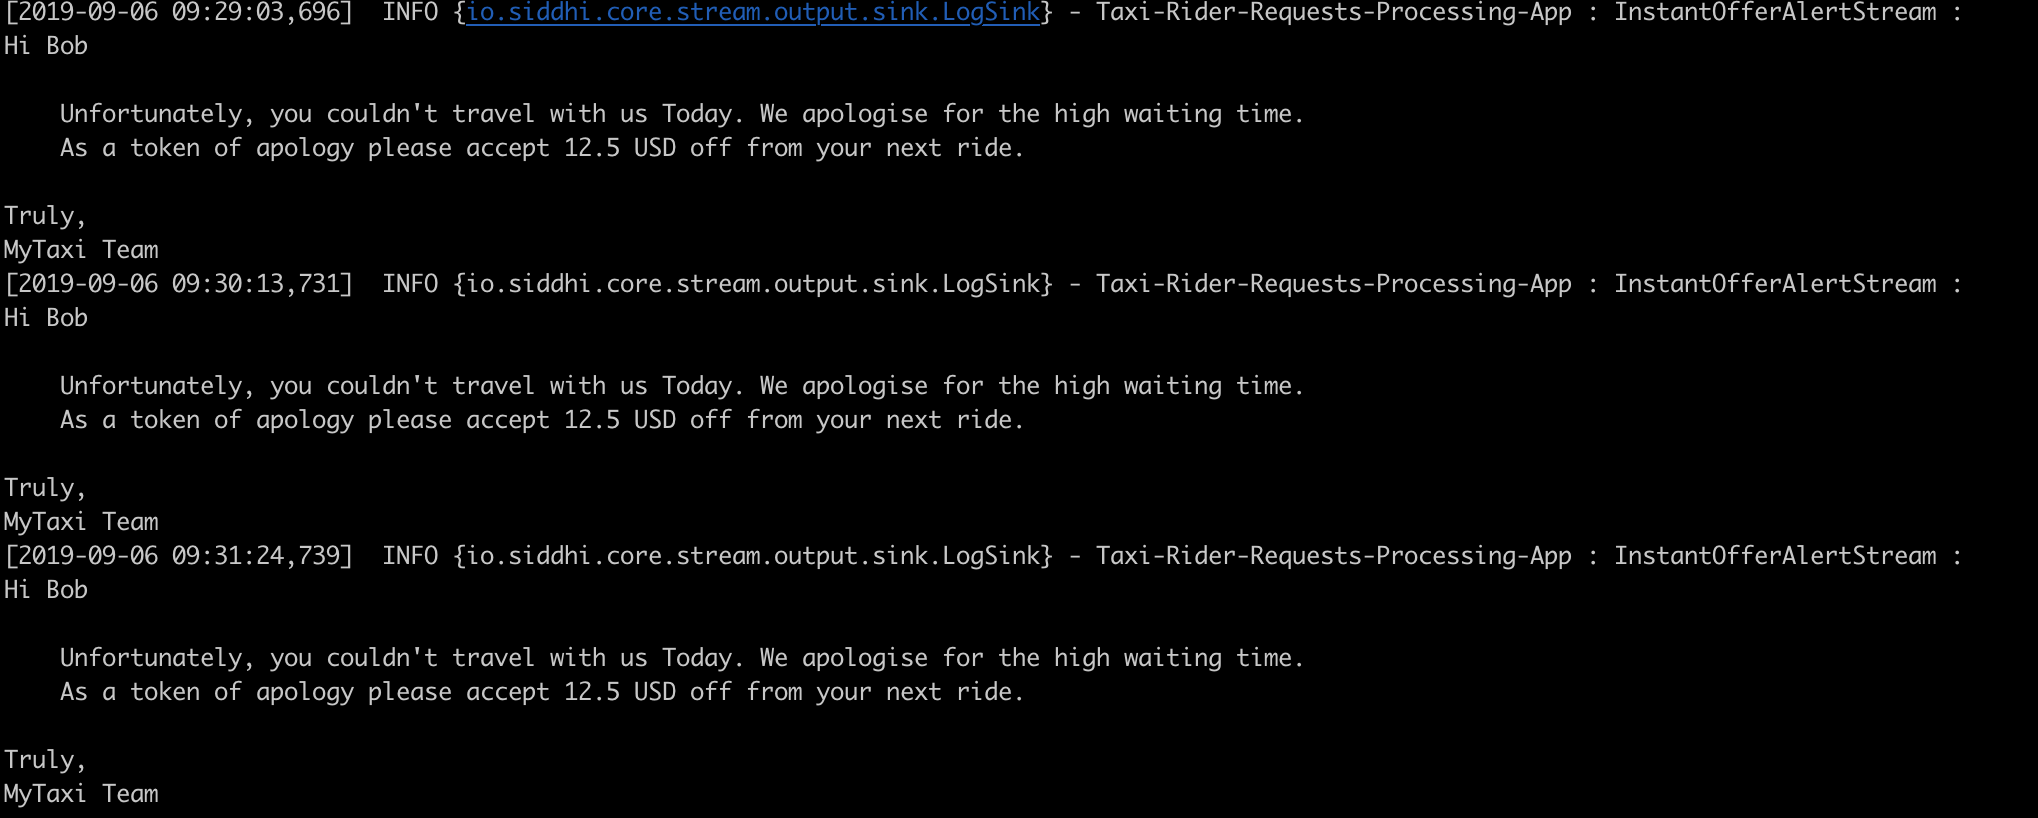 [2019-09-06 09:29:03,696]  INFO {io.siddhi.core.stream.output.sink.LogSink} - Taxi-Rider-Requests-Processing-App : InstantOfferAlertStream :
Hi Bob
    Unfortunately, you couldn't travel with us Today. We apologise for the high waiting time.
    As a token of apology please accept 12.5 USD off from your next ride.
Truly,
MyTaxi Team
[2019-09-06 09:30:13,731]  INFO {io.siddhi.core.stream.output.sink.LogSink} - Taxi-Rider-Requests-Processing-App : InstantOfferAlertStream :
Hi Bob
    Unfortunately, you couldn't travel with us Today. We apologise for the high waiting time.
    As a token of apology please accept 12.5 USD off from your next ride.
Truly,
MyTaxi Team
[2019-09-06 09:31:24,739]  INFO {io.siddhi.core.stream.output.sink.LogSink} - Taxi-Rider-Requests-Processing-App : InstantOfferAlertStream :
Hi Bob
    Unfortunately, you couldn't travel with us Today. We apologise for the high waiting time.
    As a token of apology please accept 12.5 USD off from your next ride.
Truly,
MyTaxi Team